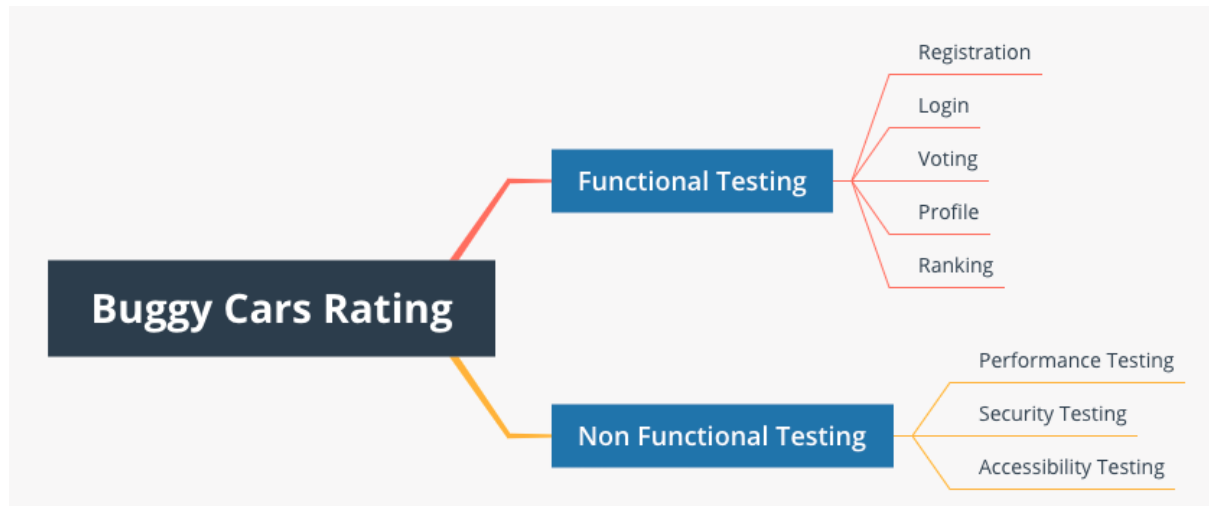 Buggy Cars Rating
Functional Testing
Registration
Login
Voting
Profile
Ranking
Non Functional Testing
Performance Testing
Security Testing
Accessibility Testing